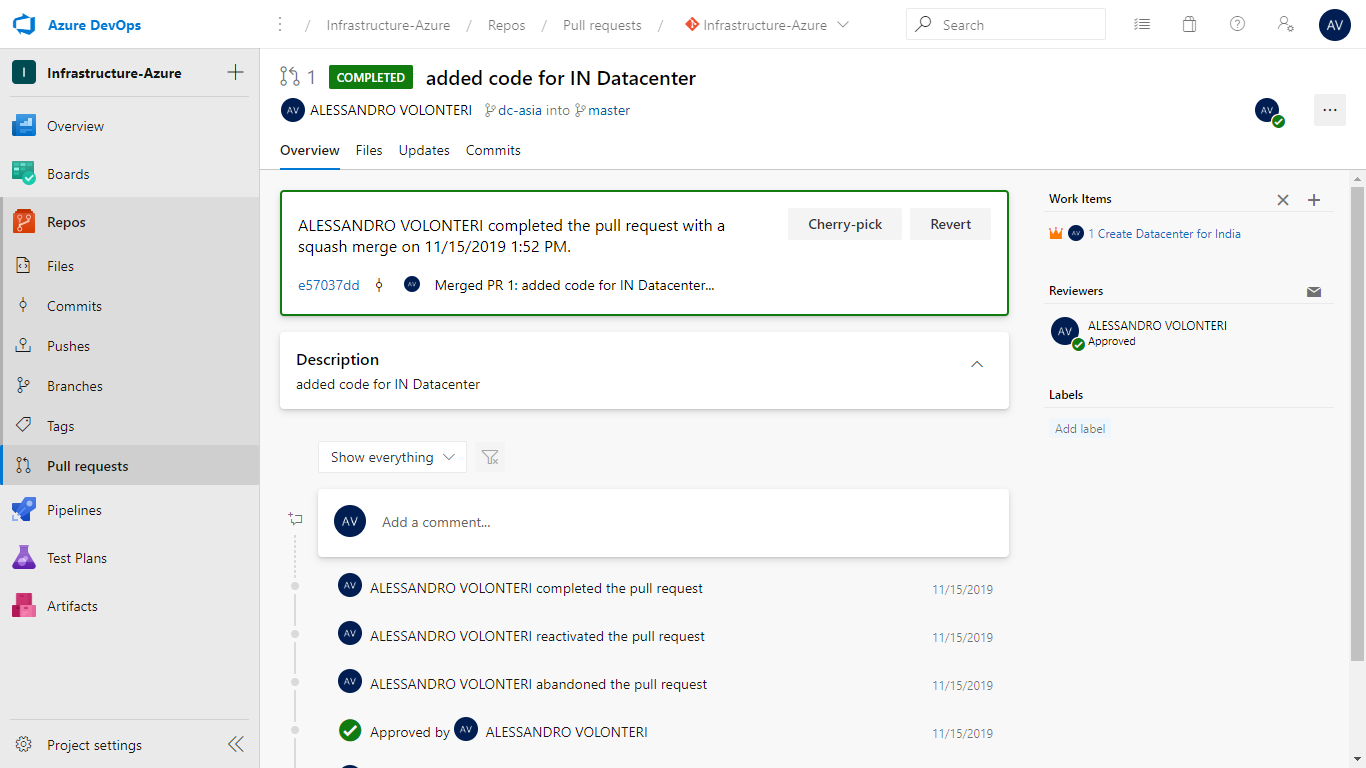 Azure DevOps
/ Infrastructure-Azure / Repos / Pull requests / Infrastructure-Azure
Search
AV
I Infrastructure-Azure
Overview
Boards
Repos
Files
Commits
Pushes
Branches
Tags
Pull requests
Pipelines
Test Plans
Artifacts
Project settings
1 COMPLETED added code for IN Datacenter
AV ALESSANDRO VOLONTERI dc-asia into master
AV
Overview Files Updates Commits
ALESSANDRO VOLONTERI completed the pull request with a
squash merge on 11/15/2019 1:52 PM.
Cherry-pick Revert
e57037dd AV Merged PR 1: added code for IN Datacenter...
Description
added code for IN Datacenter
Show everything
AV Add a comment...
AV ALESSANDRO VOLONTERI completed the pull request 11/15/2019
AV ALESSANDRO VOLONTERI reactivated the pull request 11/15/2019
AV ALESSANDRO VOLONTERI abandoned the pull request 11/15/2019
Approved by AV ALESSANDRO VOLONTERI 11/15/2019
Work Items
AV 1 Create Datacenter for India
Reviewers
AV ALESSANDRO VOLONTERI
Approved
Labels
Add label